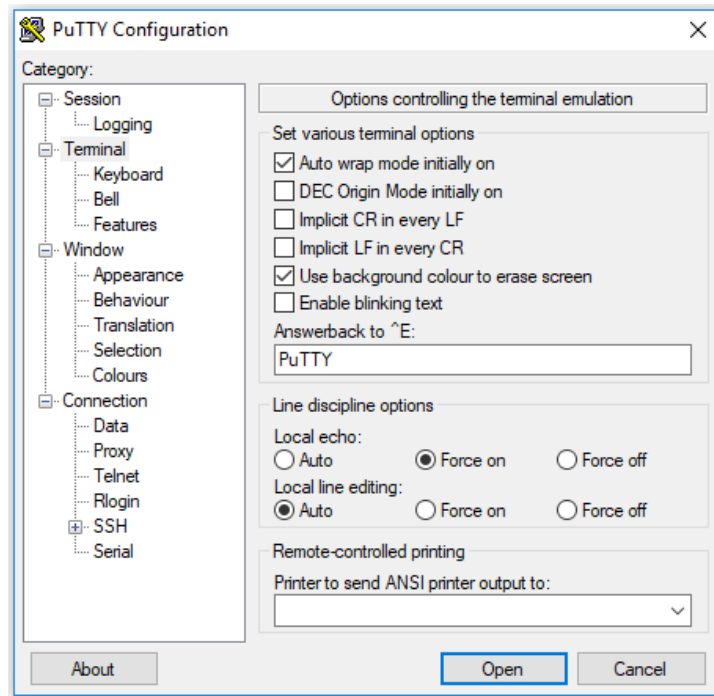 PuTTY Configuration
Category:
Session
Logging
Terminal
Keyboard
Bell
Features
Window
Appearance
Behaviour
Translation
Selection
Colours
Connection
Data
Proxy
Telnet
Rlogin
SSH
Serial
Options controlling the terminal emulation
Set various terminal options
Auto wrap mode initially on
DEC Origin Mode initially on
Implicit CR in every LF
Implicit LF in every CR
Use background colour to erase screen
Enable blinking text
Answerback to ^E:
PuTTY
Line discipline options
Local echo:
Auto Force on Force off
Local line editing:
Auto Force on Force off
Remote-controlled printing
Printer to send ANSI printer output to:
About Open Cancel